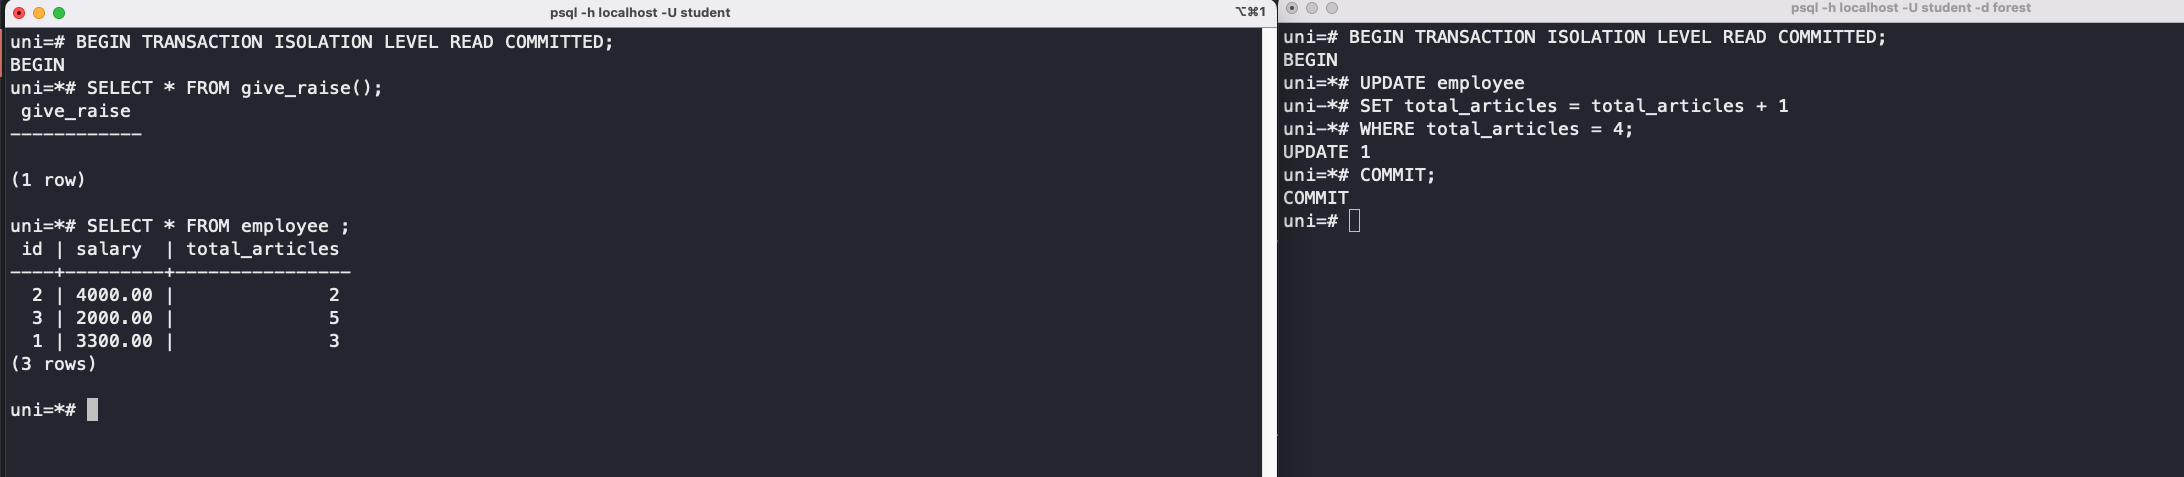 psql -h localhost -U student
⌥⌘1
uni=# BEGIN TRANSACTION ISOLATION LEVEL READ COMMITTED;
BEGIN
uni=*# SELECT * FROM give_raise();
 give_raise
------------

(1 row)

uni=*# SELECT * FROM employee ;
 id | salary  | total_articles
----+---------+----------------
  2 | 4000.00 |              2
  3 | 2000.00 |              5
  1 | 3300.00 |              3
(3 rows)

uni=*#
psql -h localhost -U student -d forest
uni=# BEGIN TRANSACTION ISOLATION LEVEL READ COMMITTED;
BEGIN
uni=*# UPDATE employee
uni-*# SET total_articles = total_articles + 1
uni-*# WHERE total_articles = 4;
UPDATE 1
uni=*# COMMIT;
COMMIT
uni=#